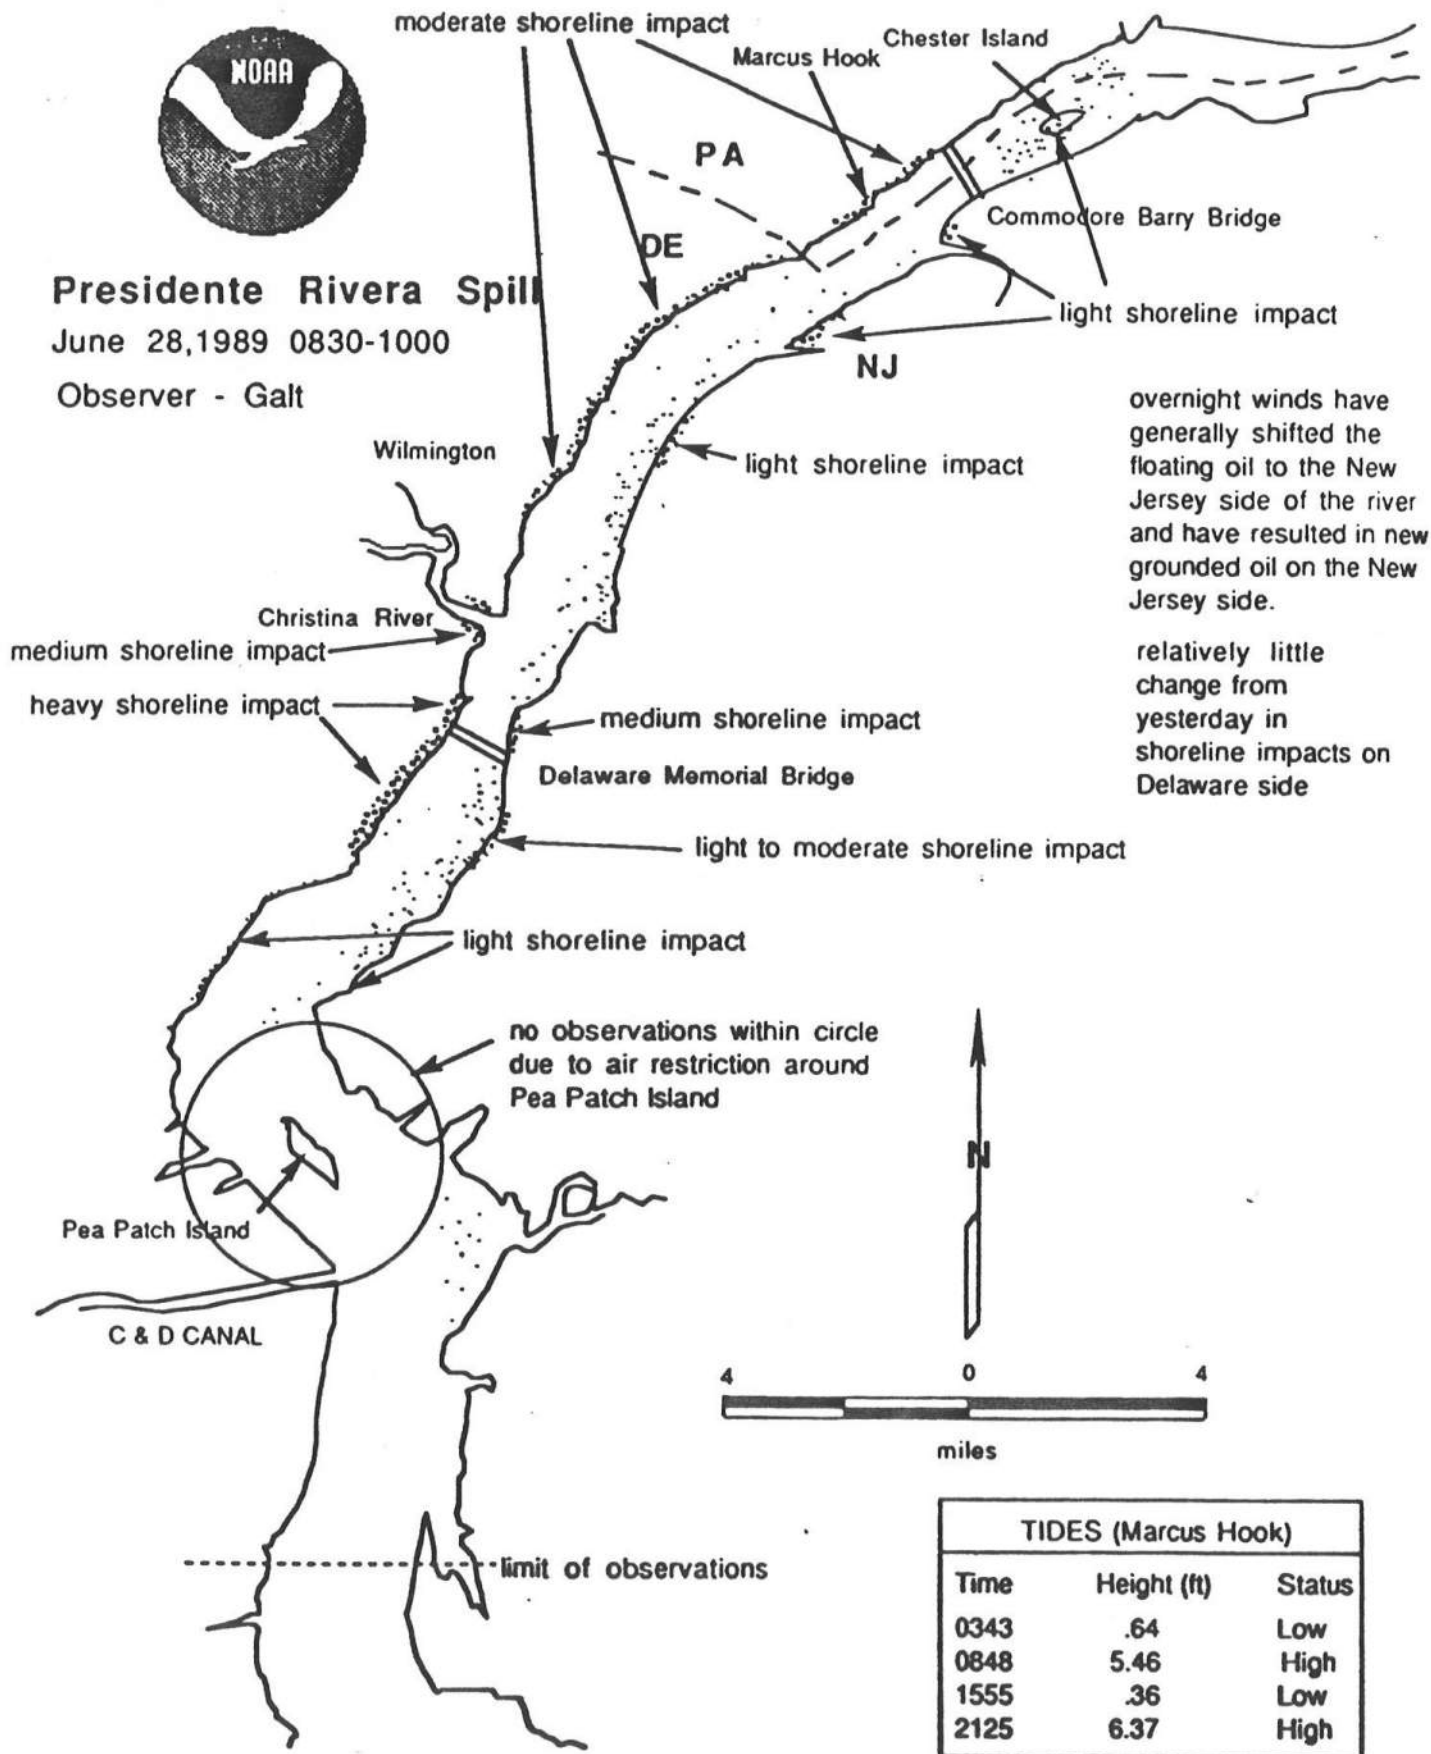 NOAA
moderate shoreline impact
Marcus Hook
Chester Island
PA
DE
Commodore Barry Bridge
Presidente Rivera Spill
June 28,1989 0830-1000
Observer - Galt
light shoreline impact
NJ
overnight winds have
generally shifted the
floating oil to the New
Jersey side of the river
and have resulted in new
grounded oil on the New
Jersey side.
Wilmington
light shoreline impact
Christina River
medium shoreline impact
relatively little
change from
yesterday in
shoreline impacts on
Delaware side
heavy shoreline impact
medium shoreline impact
Delaware Memorial Bridge
light to moderate shoreline impact
light shoreline impact
no observations within circle
due to air restriction around
Pea Patch Island
N
Pea Patch Island
C & D CANAL
4 0 4
miles
limit of observations
TIDES (Marcus Hook)
Time Height (ft) Status
0343 .64 Low
0848 5.46 High
1555 .36 Low
2125 6.37 High